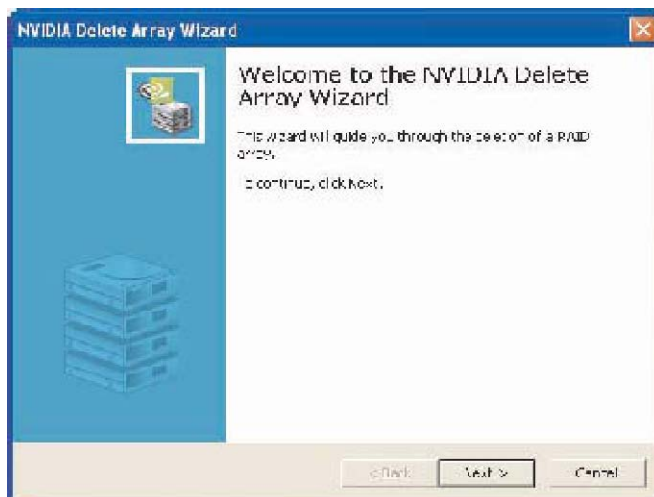 NVIDIA Delete Array Wizard
Welcome to the NVIDIA Delete
Array Wizard
This wizard will guide you through the deletion of a RAID
array.
To continue, click Next.
< Back
Next >
Cancel